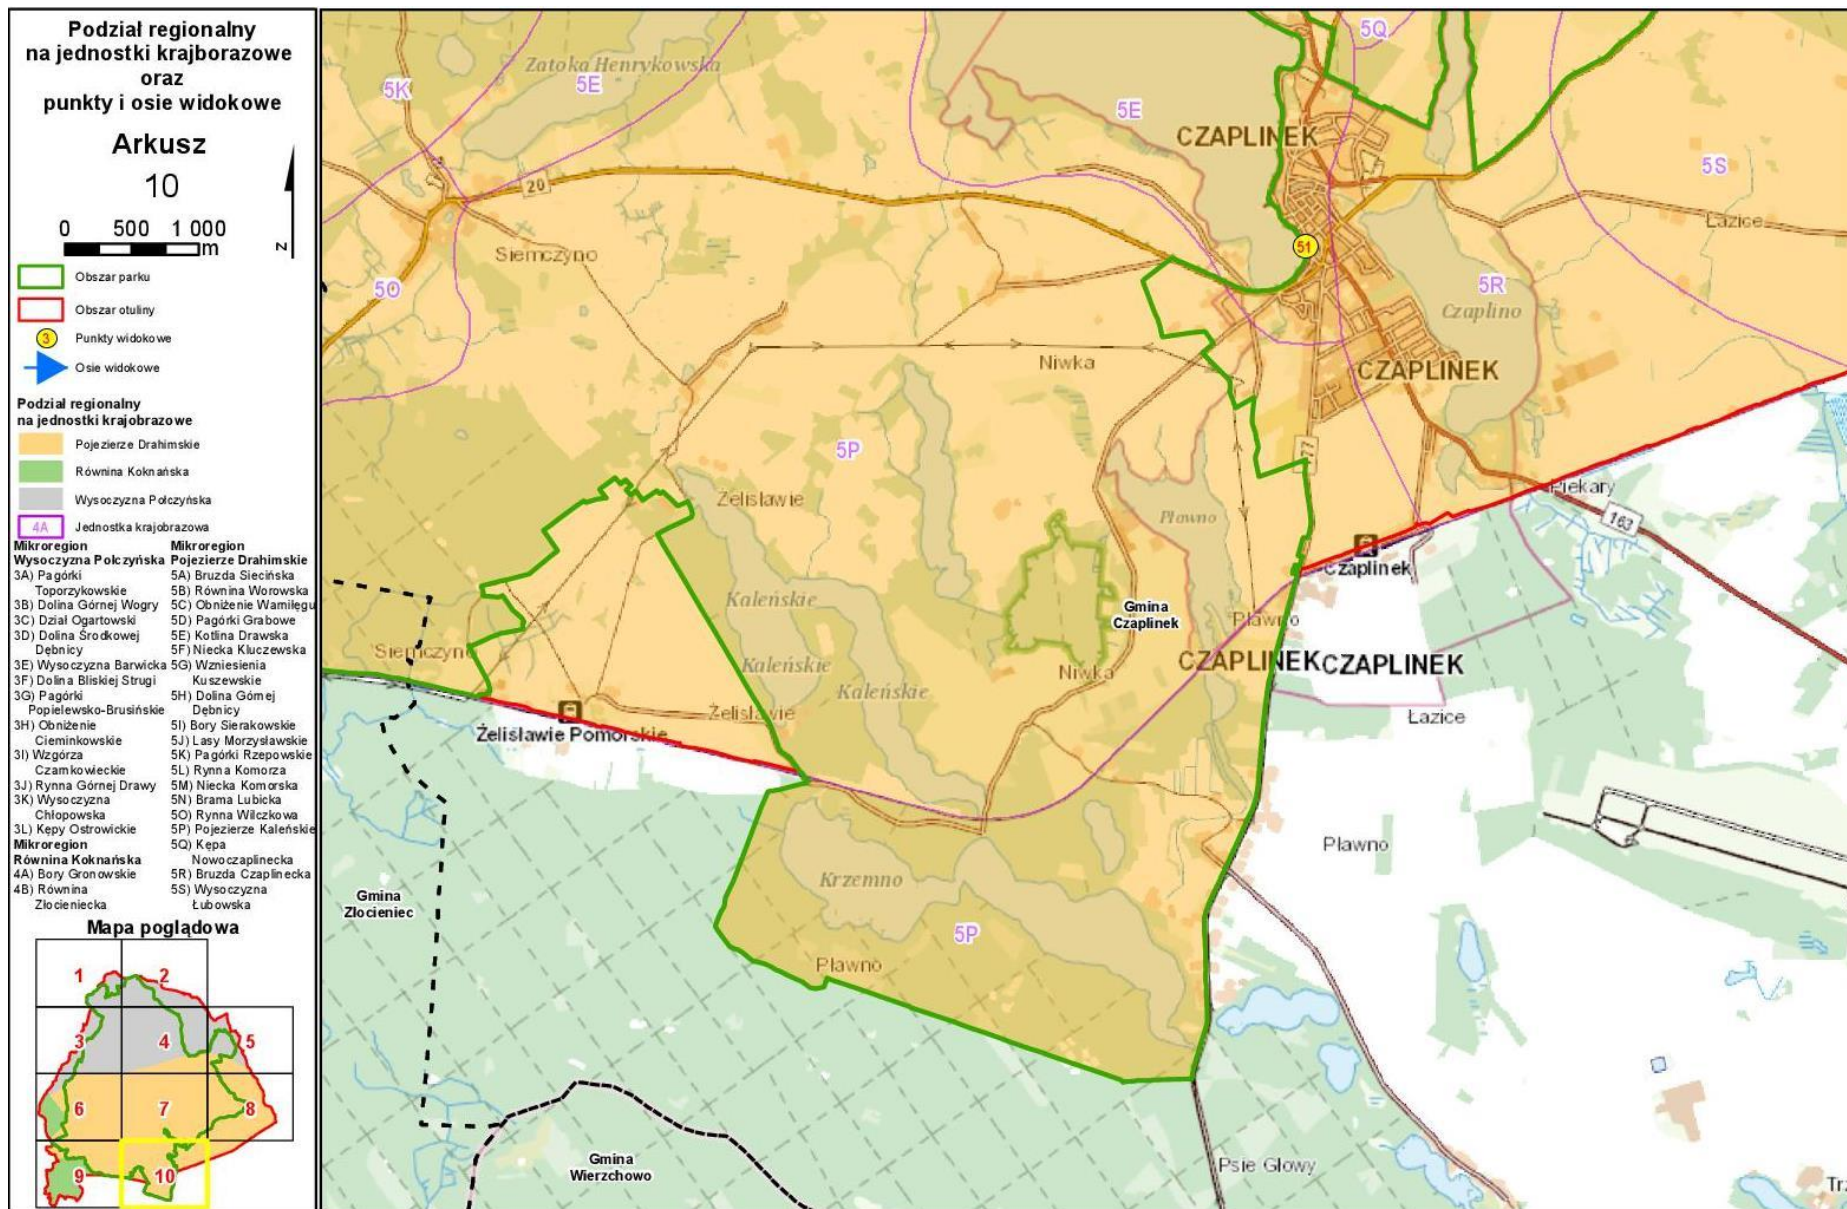 Podział regionalny
na jednostki krajborazowe
oraz
punkty i osie widokowe
Arkusz
10
0 500 1 000
m
N
Obszar parku
Obszar otuliny
3 Punkty widokowe
Osie widokowe
Podział regionalny
na jednostki krajobrazowe
Pojezierze Drahimskie
Równina Koknańska
Wysoczyzna Połczyńska
4A Jednostka krajobrazowa
Mikroregion
Wysoczyzna Połczyńska
3A) Pagórki
Toporzykowskie
3B) Dolina Górnej Wogry
3C) Dział Ogartowski
3D) Dolina Środkowej
Dębnicy
3E) Wysoczyzna Barwicka
3F) Dolina Bliskiej Strugi
3G) Pagórki
Popielewsko-Brusińskie
3H) Obniżenie
Cieminkowskie
3I) Wzgórza
Czarnkowieckie
3J) Rynna Górnej Drawy
3K) Wysoczyzna
Chłopowska
3L) Kępy Ostrowickie
Mikroregion
Równina Koknańska
4A) Bory Gronowskie
4B) Równina
Złocieniecka
Mikroregion
Pojezierze Drahimskie
5A) Bruzda Siecińska
5B) Równina Worowska
5C) Obniżenie Wamilęgu
5D) Pagórki Grabowe
5E) Kotlina Drawska
5F) Niecka Kluczewska
5G) Wzniesienia
Kuszewskie
5H) Dolina Górnej
Dębnicy
5I) Bory Sierakowskie
5J) Lasy Morzysławskie
5K) Pagórki Rzepowskie
5L) Rynna Komorza
5M) Niecka Komorska
5N) Brama Lubicka
5O) Rynna Wilczkowa
5P) Pojezierze Kaleńskie
5Q) Kępa
Nowoczaplinecka
5R) Bruzda Czaplinecka
5S) Wysoczyzna
Łubowska
Mapa poglądowa
1 2
3 4 5
6 7 8
9 10
5Q
Zatoka Henrykowska
5K 5E
5E
CZAPLINEK
5S
20
Łazice
Siemczyno
51
5O
5R
Czaplino
Niwka
CZAPLINEK
5P
77
Żelisławie
Piekary
Pławno
163
Czaplinek
Kaleńskie
Gmina
Czaplinek
Pławno
Siemczyno
Kaleńskie
CZAPLINEK CZAPLINEK
Niwka
Kaleńskie
Żelisławie
Łazice
Żelisławie Pomorskie
Pławno
Krzemno
Gmina
Złocieniec
5P
Pławno
Gmina
Wierzchowo
Psie Głowy